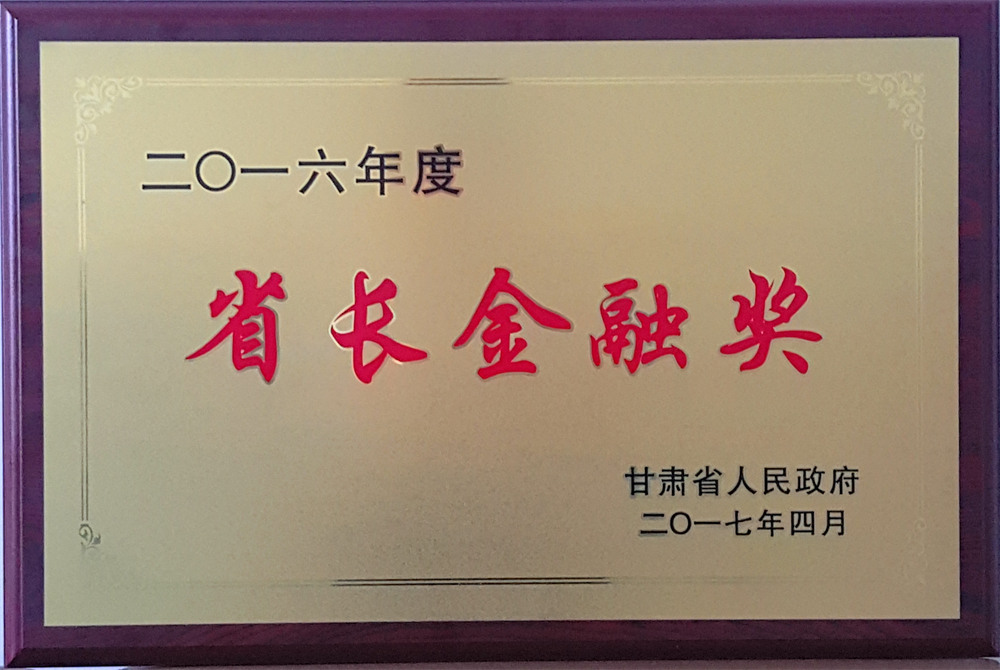 二〇一六年度
省长金融奖
甘肃省人民政府
二〇一七年四月